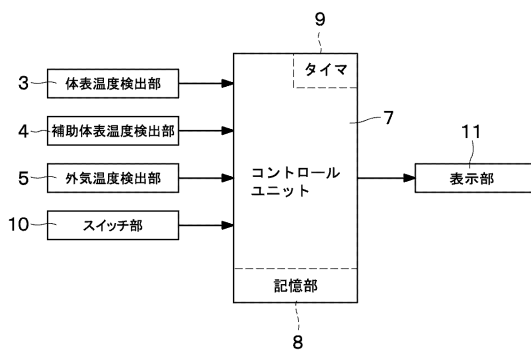 9
タイマ
3
体表温度検出部
4
補助体表温度検出部
7
5
外気温度検出部
コントロール
ユニット
11
表示部
10
スイッチ部
記憶部
8